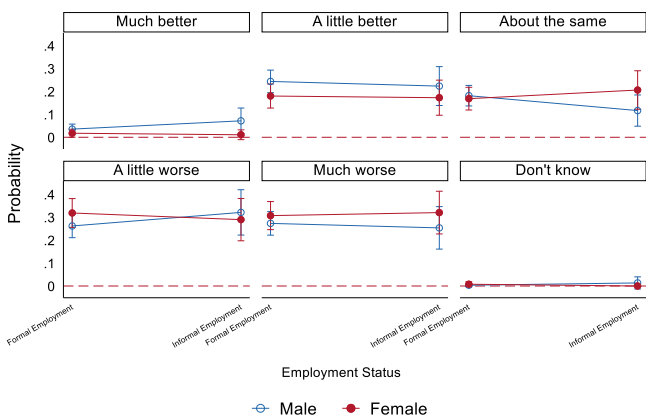 Much better
A little better
About the same
.4
.3
.2
.1
0
A little worse
Much worse
Don't know
.4
.3
.2
.1
0
Probability
Formal Employment
Informal Employment
Formal Employment
Informal Employment
Formal Employment
Informal Employment
Employment Status
Male
Female